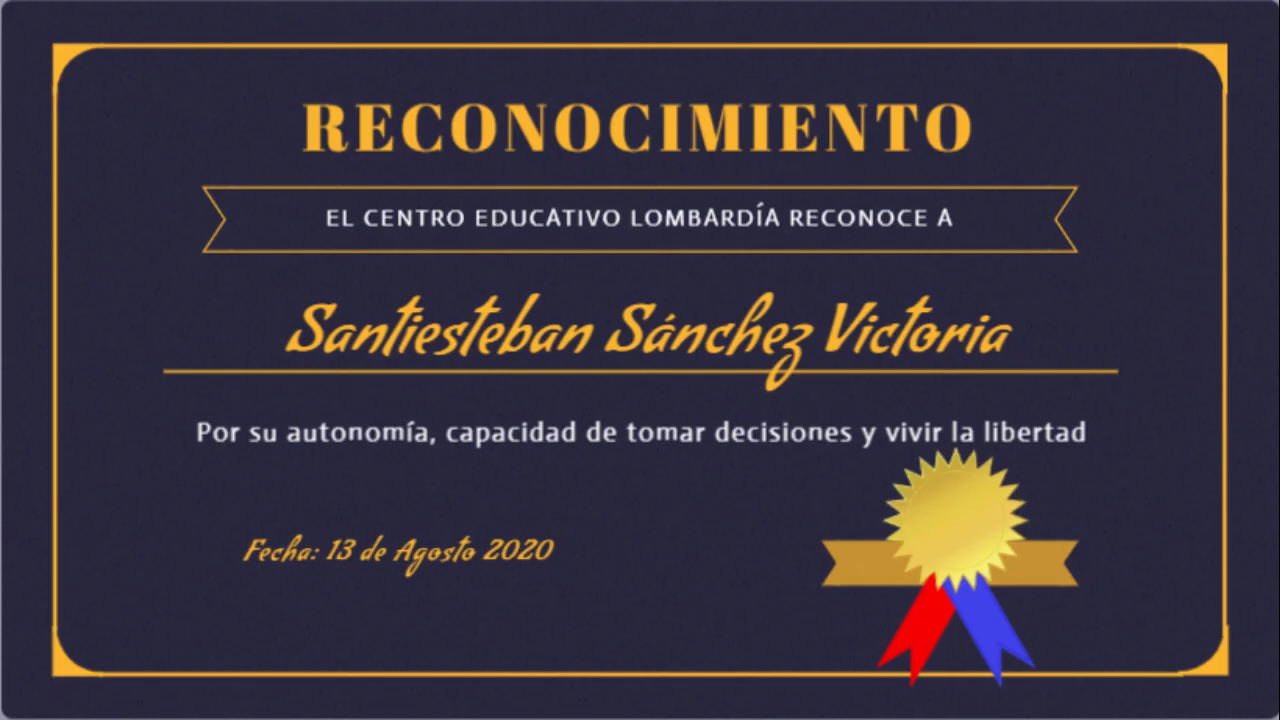 RECONOCIMIENTO
EL CENTRO EDUCATIVO LOMBARDÍA RECONOCE A
Santiesteban Sánchez Victoria
Por su autonomía, capacidad de tomar decisiones y vivir la libertad
Fecha: 13 de Agosto 2020